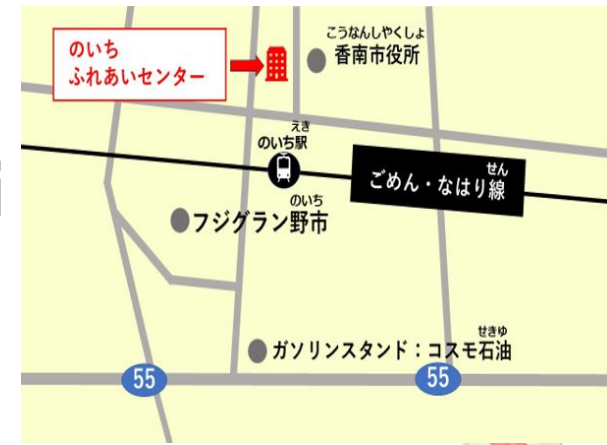 のいち
ふれあいセンター
こうなんしやくしょ
香南市役所
えき
のいち駅
せん
ごめん・なはり線
のいち
フジグラン野市
せきゆ
ガソリンスタンド：コスモ石油
55
55